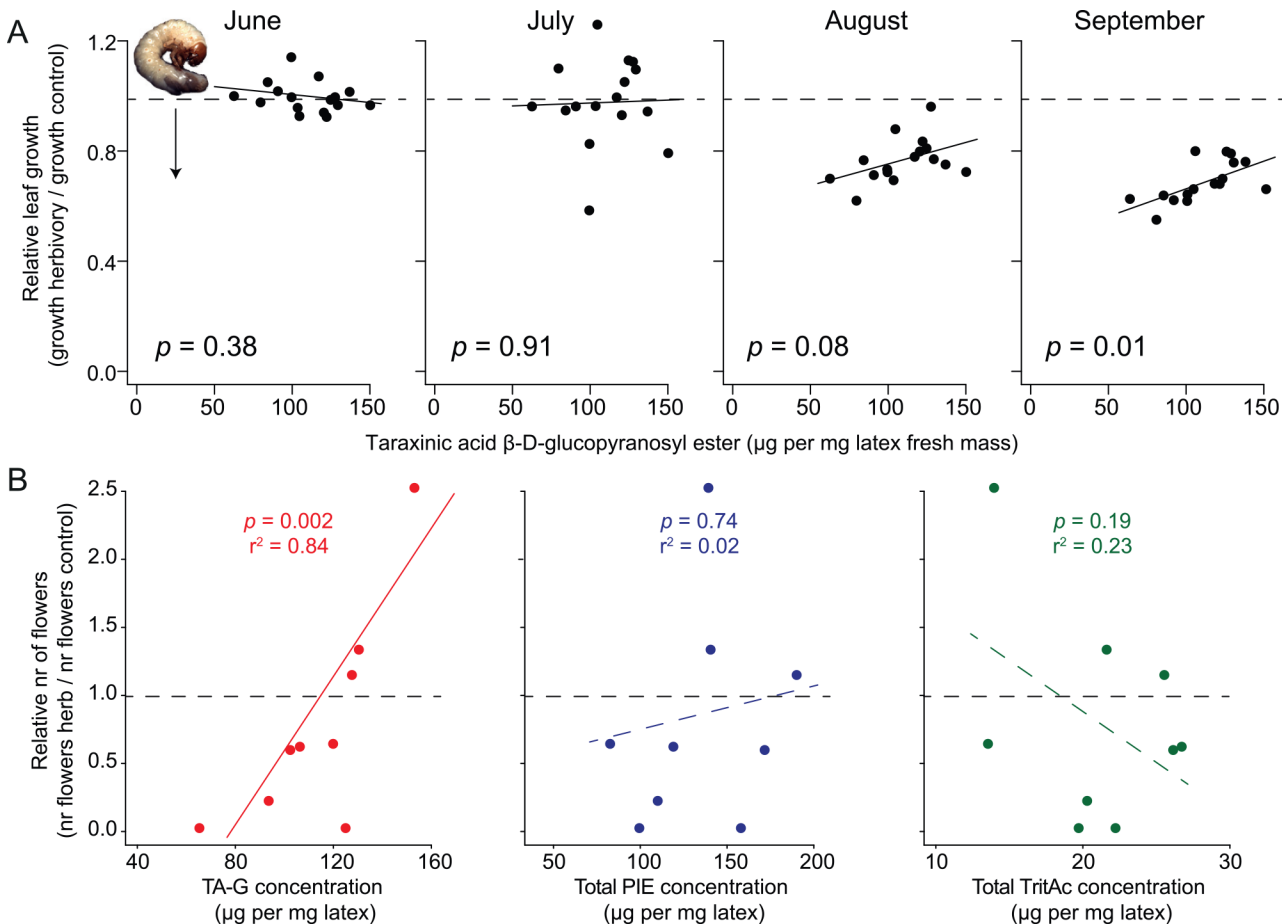 A
June
July
August
September
Relative leaf growth
(growth herbivory / growth control)
1.2
0.8
0.4
0.0
p = 0.38
p = 0.91
p = 0.08
p = 0.01
0 50 100 150
0 50 100 150
0 50 100 150
0 50 100 150
Taraxinic acid β-D-glucopyranosyl ester (µg per mg latex fresh mass)
B
Relative nr of flowers
(nr flowers herb / nr flowers control)
2.5
2.0
1.5
1.0
0.5
0.0
p = 0.002
r² = 0.84
p = 0.74
r² = 0.02
p = 0.19
r² = 0.23
40 80 120 160
50 100 150 200
10 20 30
TA-G concentration
(µg per mg latex)
Total PIE concentration
(µg per mg latex)
Total TritAc concentration
(µg per mg latex)